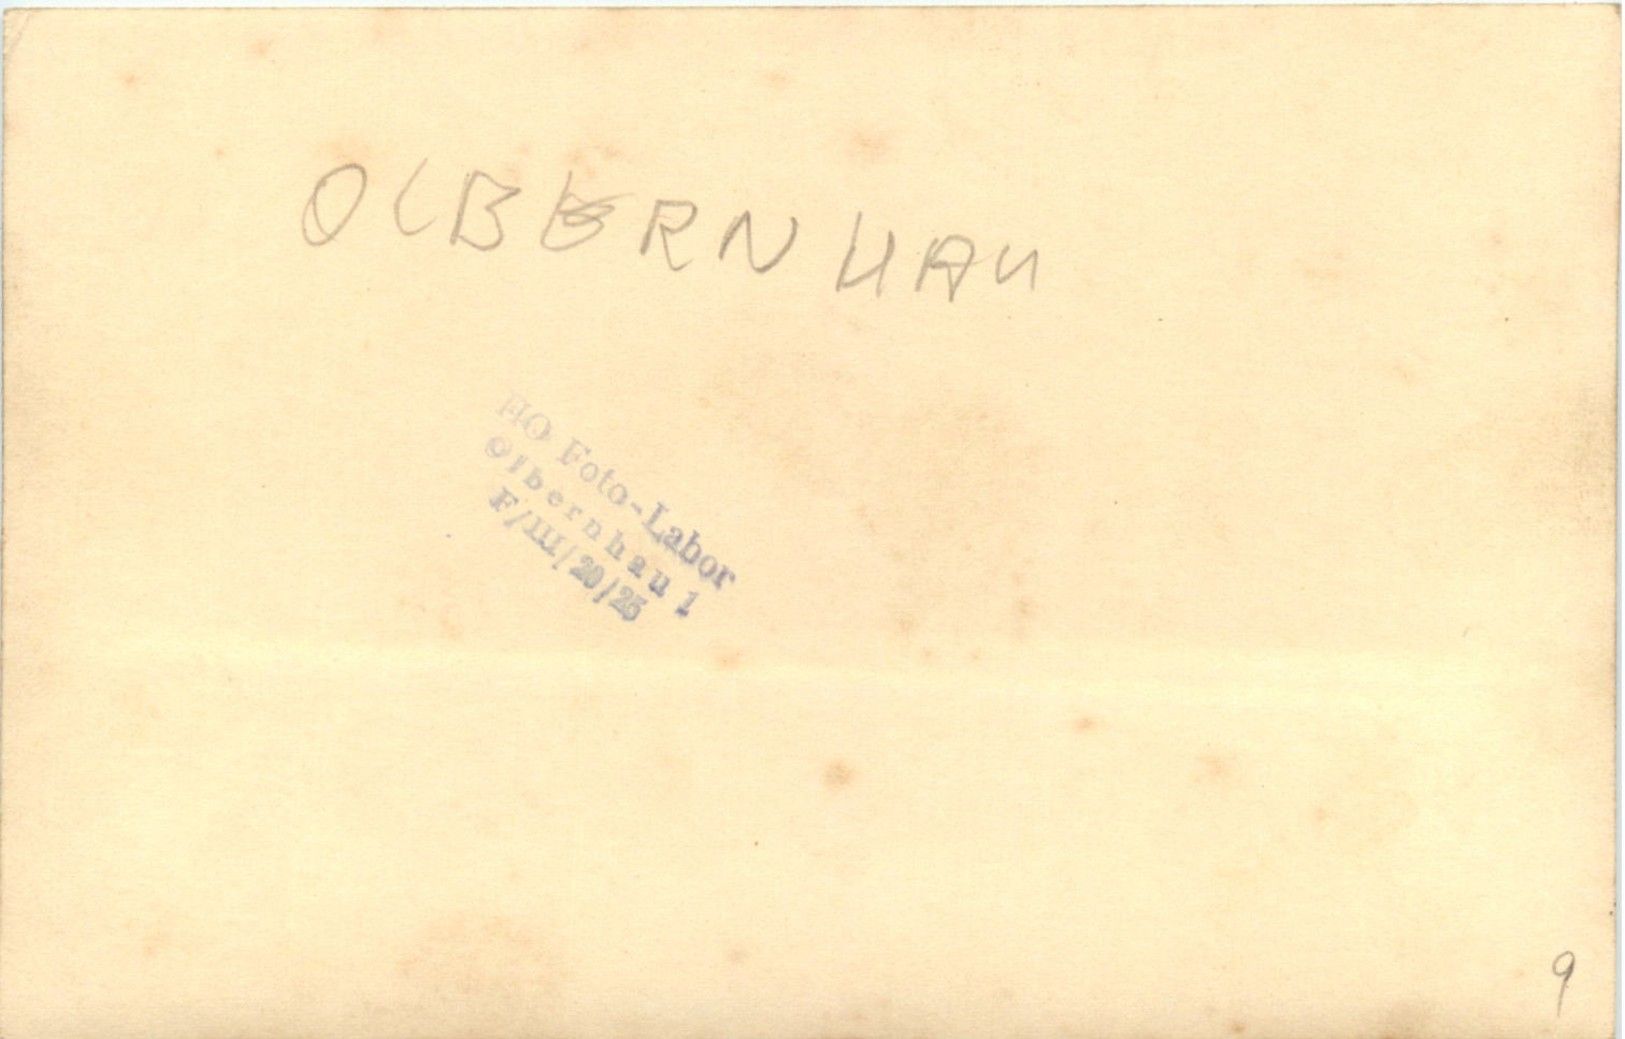 OLBERNHAU
HO Foto-Labor
Olbernhau 1
F/III/20/25
9